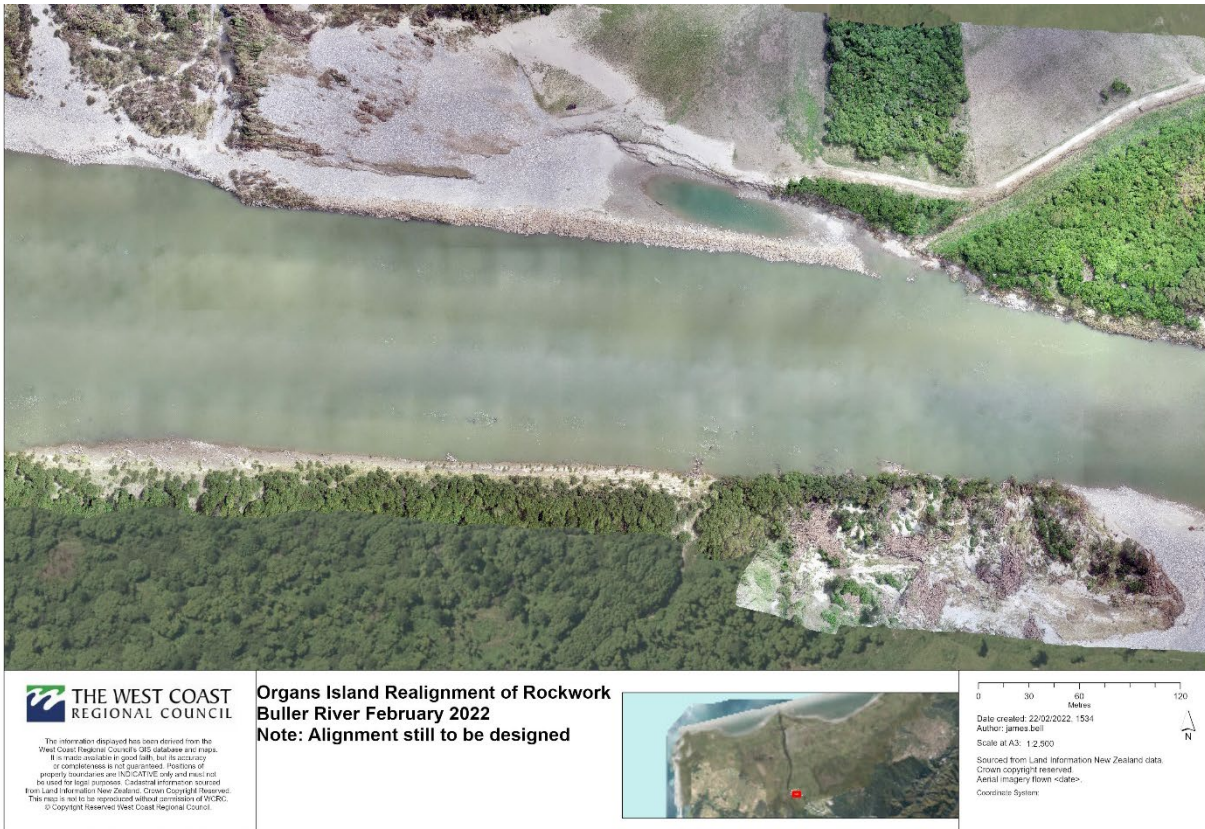 THE WEST COAST
REGIONAL COUNCIL
The information displayed has been derived from the
West Coast Regional Council's GIS database and maps.
It is made available in good faith, but its accuracy
or completeness is not guaranteed. Positions of
property boundaries are INDICATIVE only and must not
be used for legal purposes. Cadastral information sourced
from Land Information New Zealand. Crown Copyright Reserved.
This map is not to be reproduced without permission of WCRC.
© Copyright Reserved West Coast Regional Council.
Organs Island Realignment of Rockwork
Buller River February 2022
Note: Alignment still to be designed
0 30 60 120
Metres
Date created: 22/02/2022, 1534
Author: james.bell
Scale at A3: 1:2,500
N
Sourced from Land Information New Zealand data.
Crown copyright reserved.
Aerial imagery flown <date>.
Coordinate System: